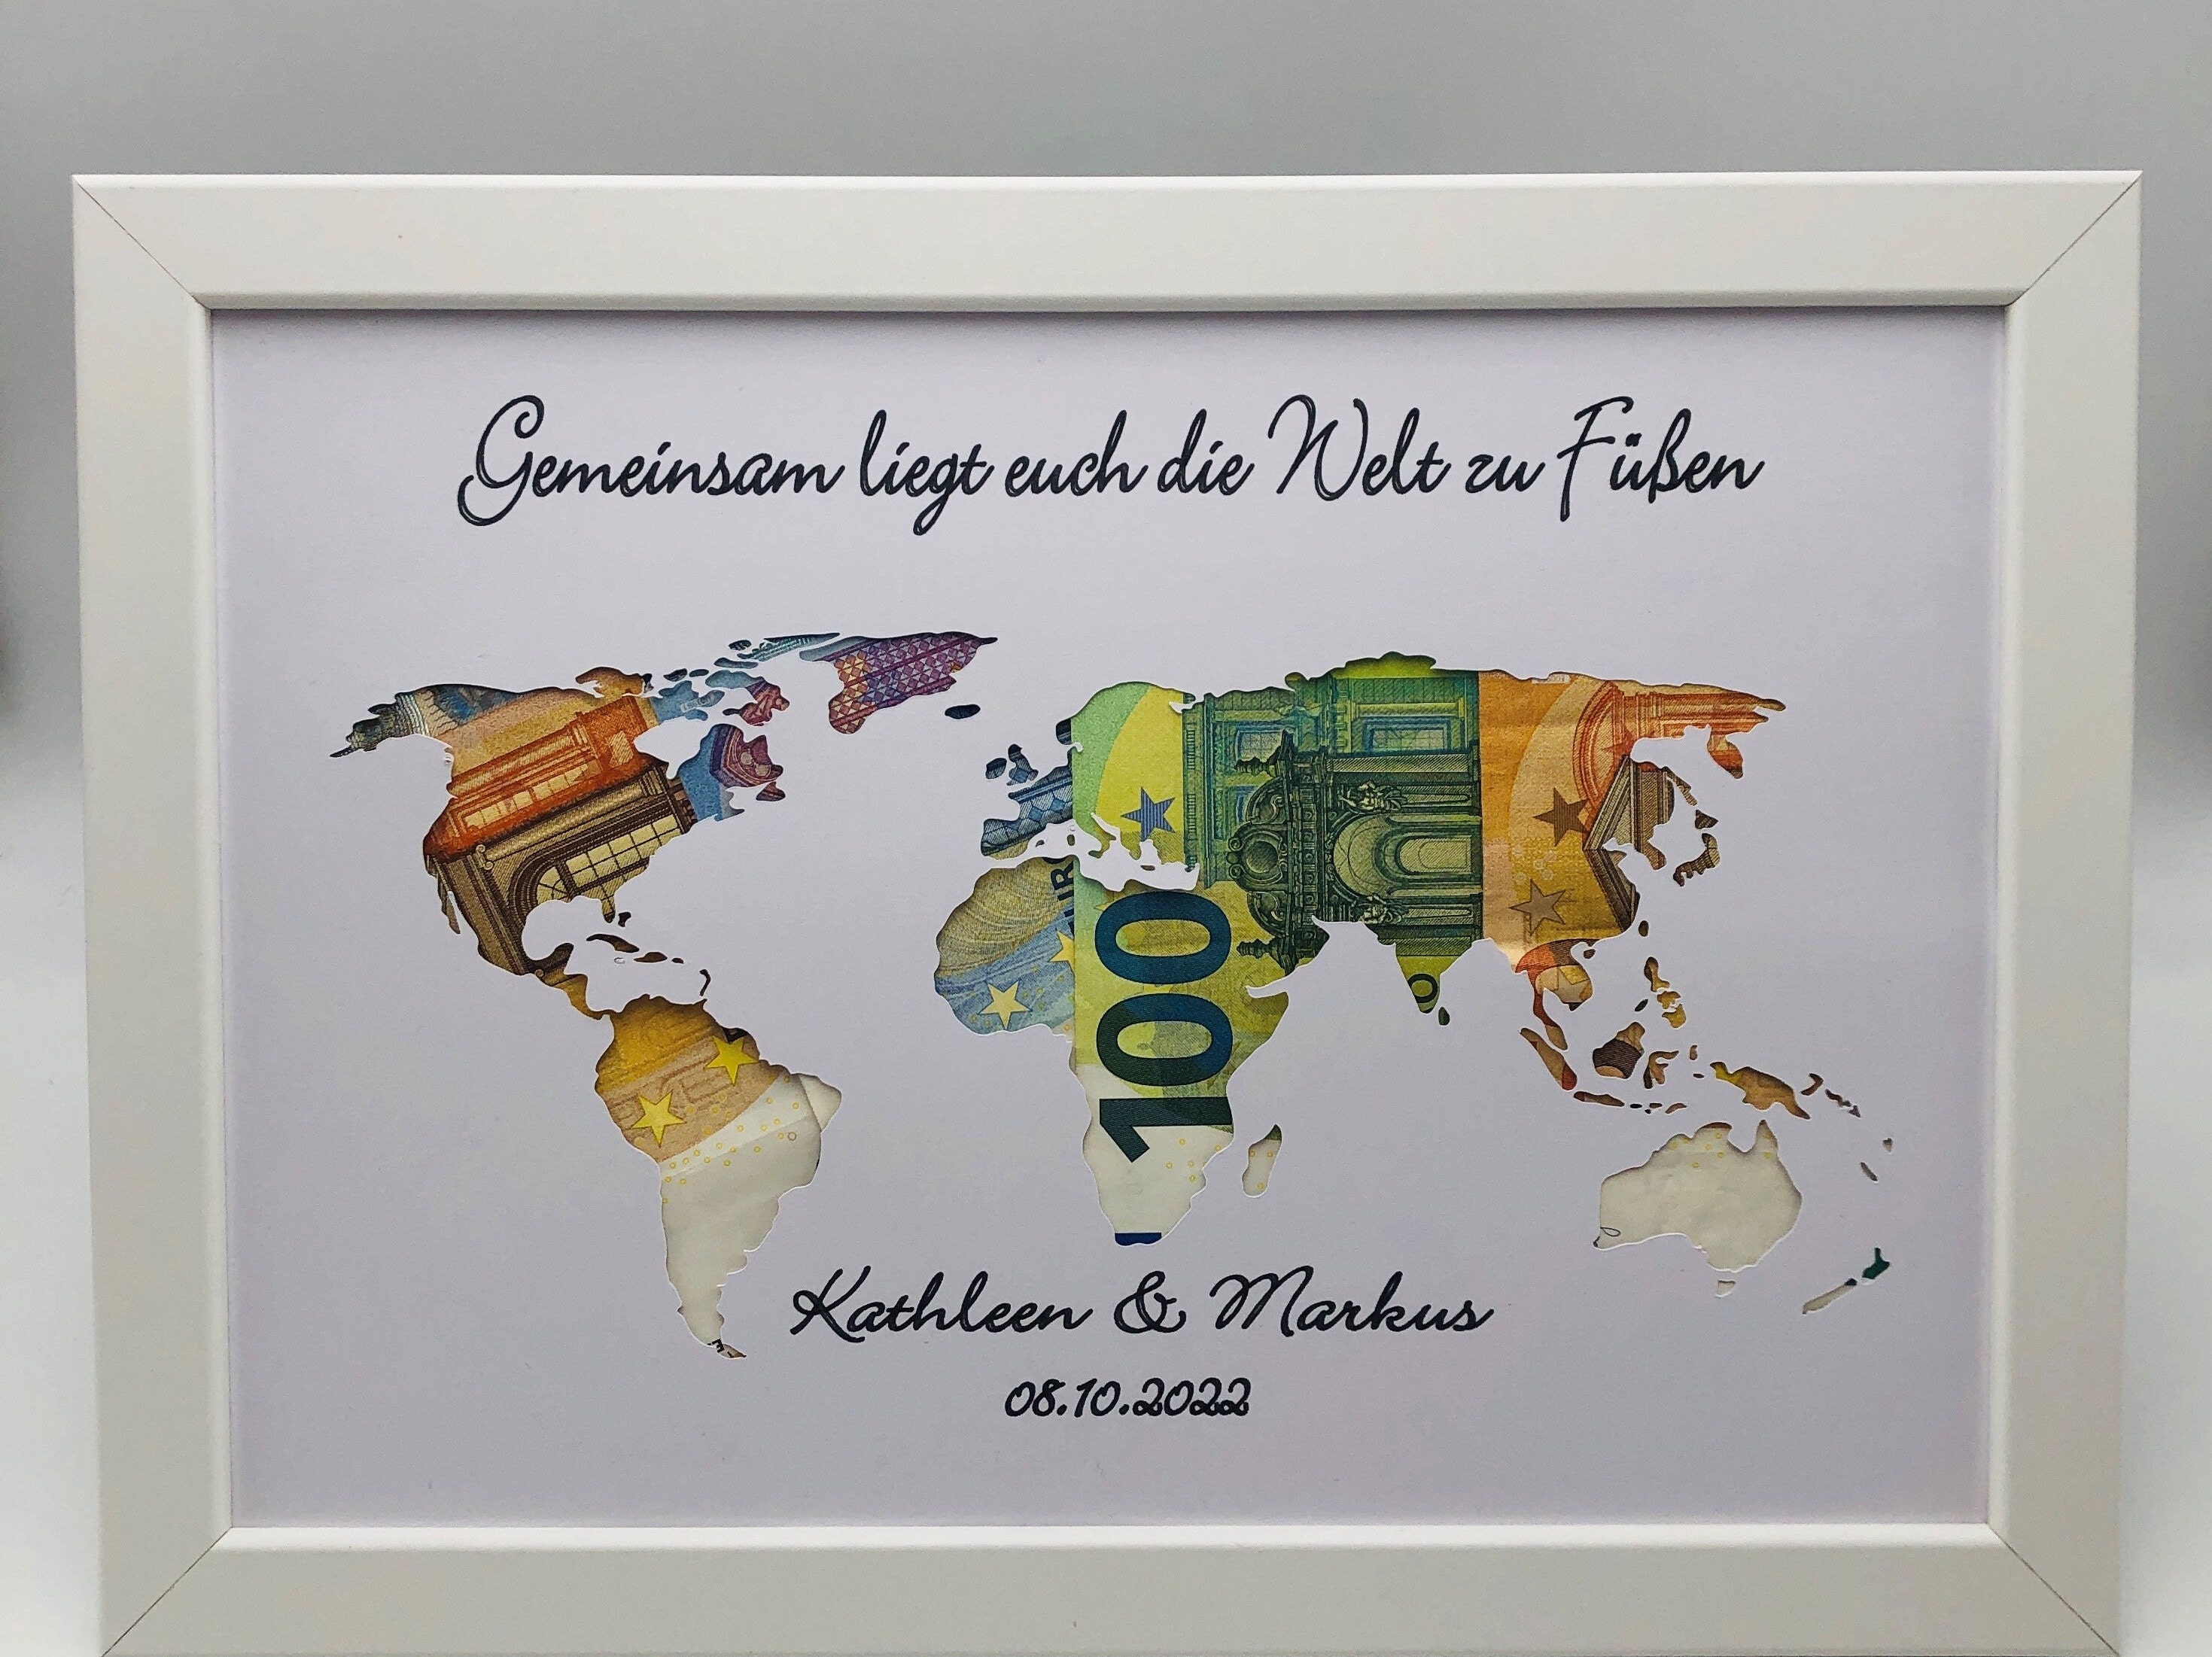 Gemeinsam liegt euch die Welt zu Füßen
100
Kathleen & Markus
08.10.2022